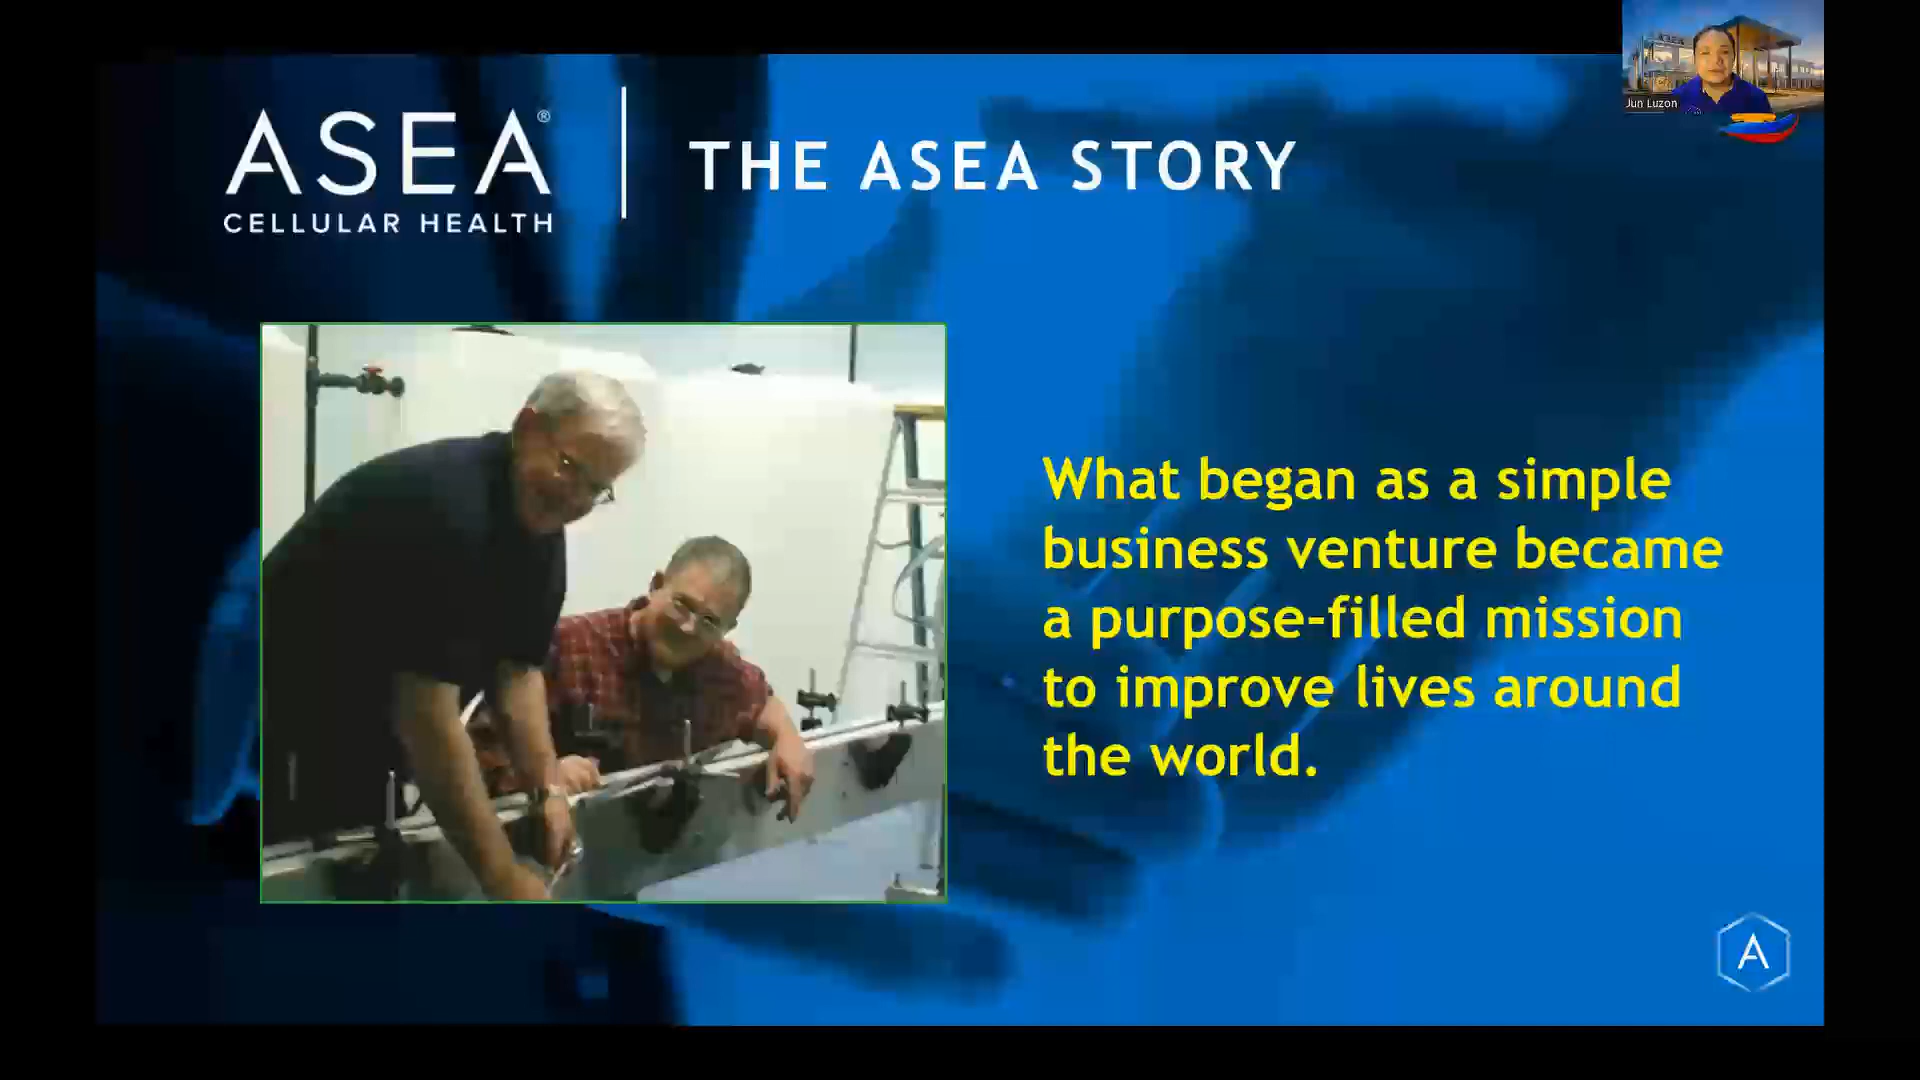 ASEA®
CELLULAR HEALTH
THE ASEA STORY
Jun Luzon
What began as a simple
business venture became
a purpose-filled mission
to improve lives around
the world.
A